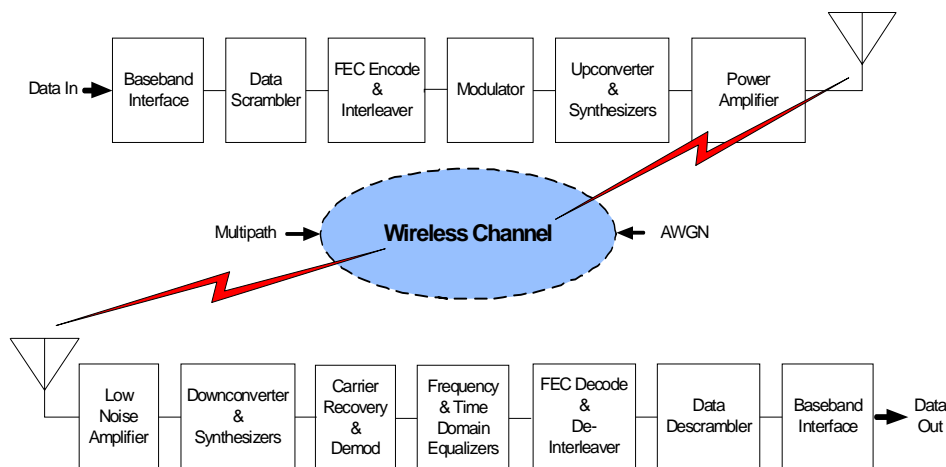 Data In
Baseband
Interface
Data
Scrambler
FEC Encode
&
Interleaver
Modulator
Upconverter
&
Synthesizers
Power
Amplifier
Multipath
Wireless Channel
AWGN
Low
Noise
Amplifier
Downconverter
&
Synthesizers
Carrier
Recovery
&
Demod
Frequency
& Time
Domain
Equalizers
FEC Decode
&
De-
Interleaver
Data
Descrambler
Baseband
Interface
Data
Out